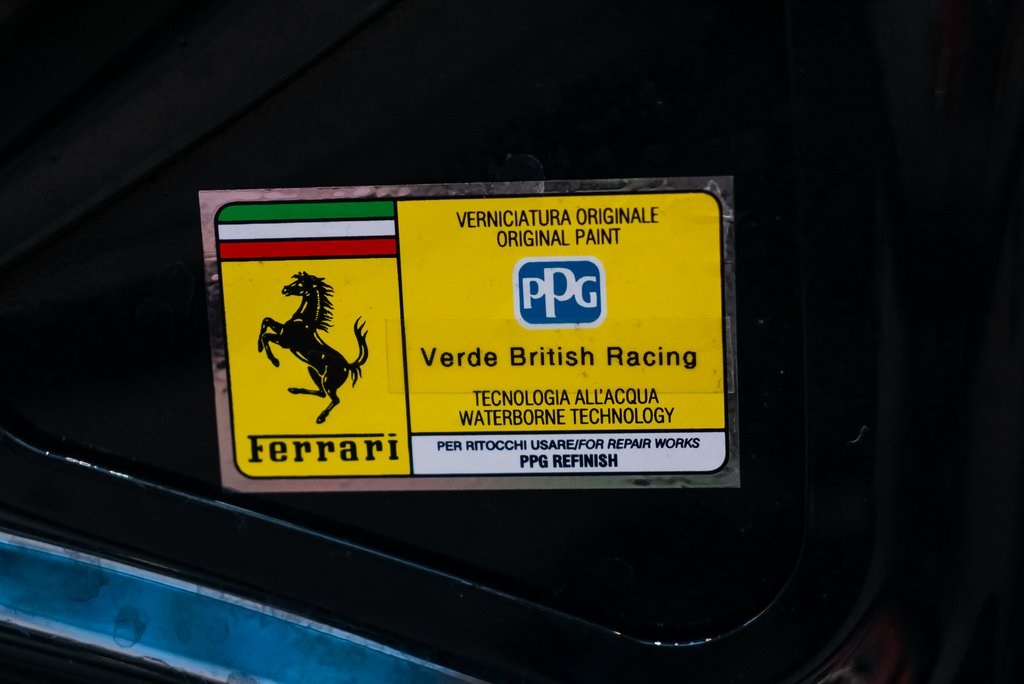 VERNICIATURA ORIGINALE
ORIGINAL PAINT
PPG
Verde British Racing
TECNOLOGIA ALL'ACQUA
WATERBORNE TECHNOLOGY
Ferrari
PER RITOCCHI USARE/FOR REPAIR WORKS
PPG REFINISH